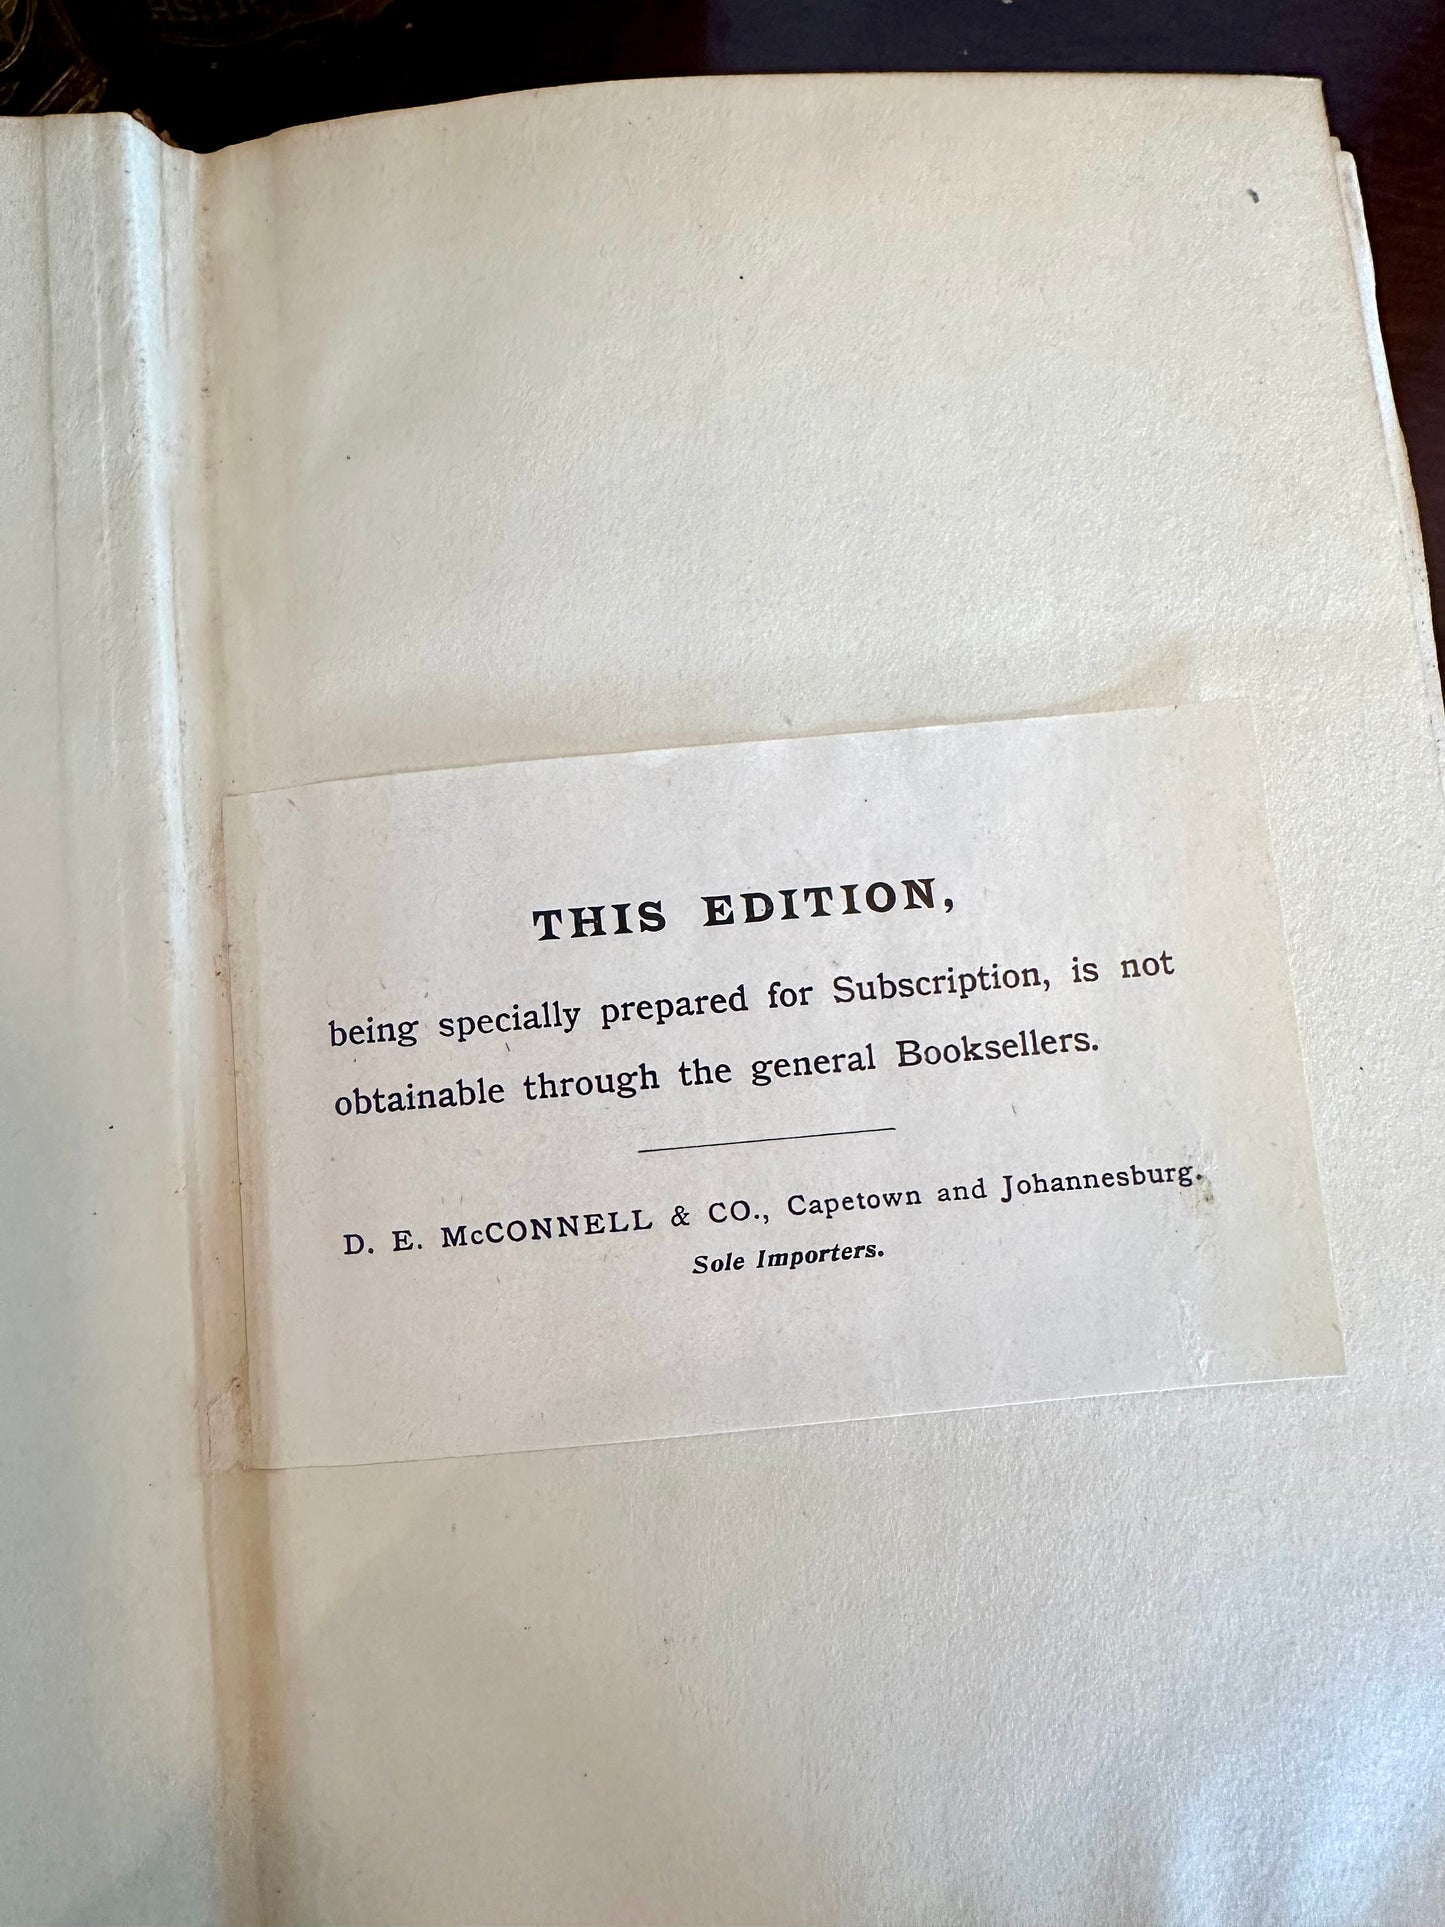 THIS EDITION,
being specially prepared for Subscription, is not
obtainable through the general Booksellers.
D. E. McCONNELL & CO., Capetown and Johannesburg.
Sole Importers.